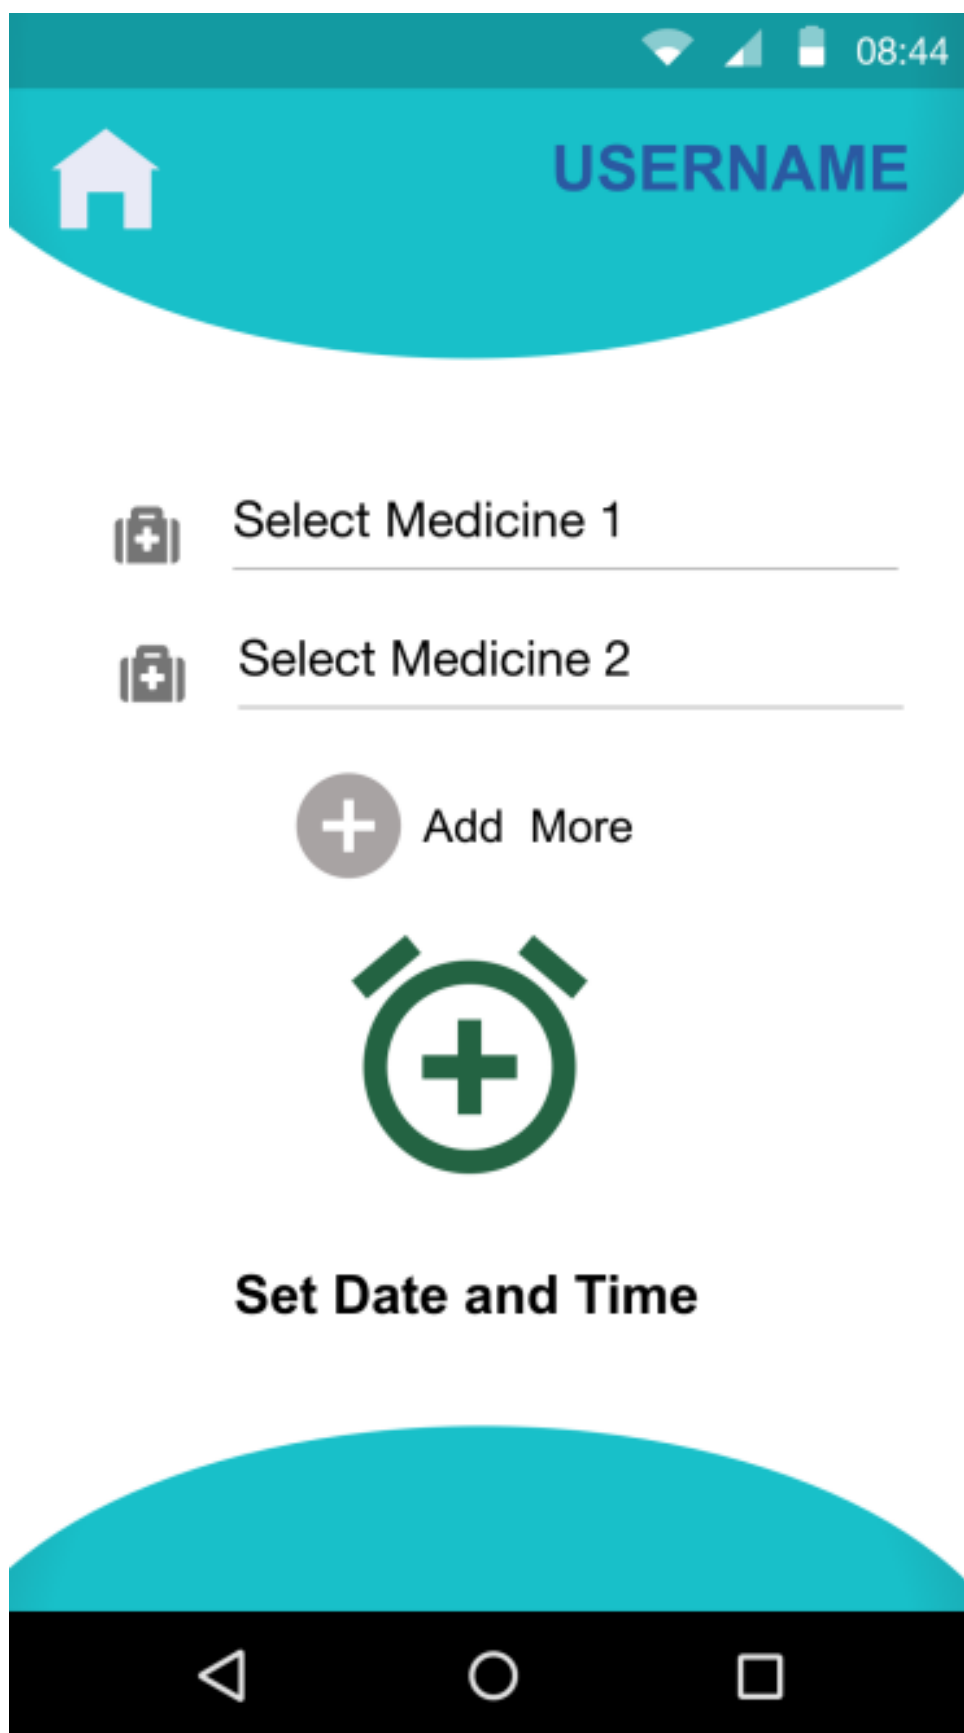 08:44
USERNAME
Select Medicine 1
Select Medicine 2
Add More
Set Date and Time